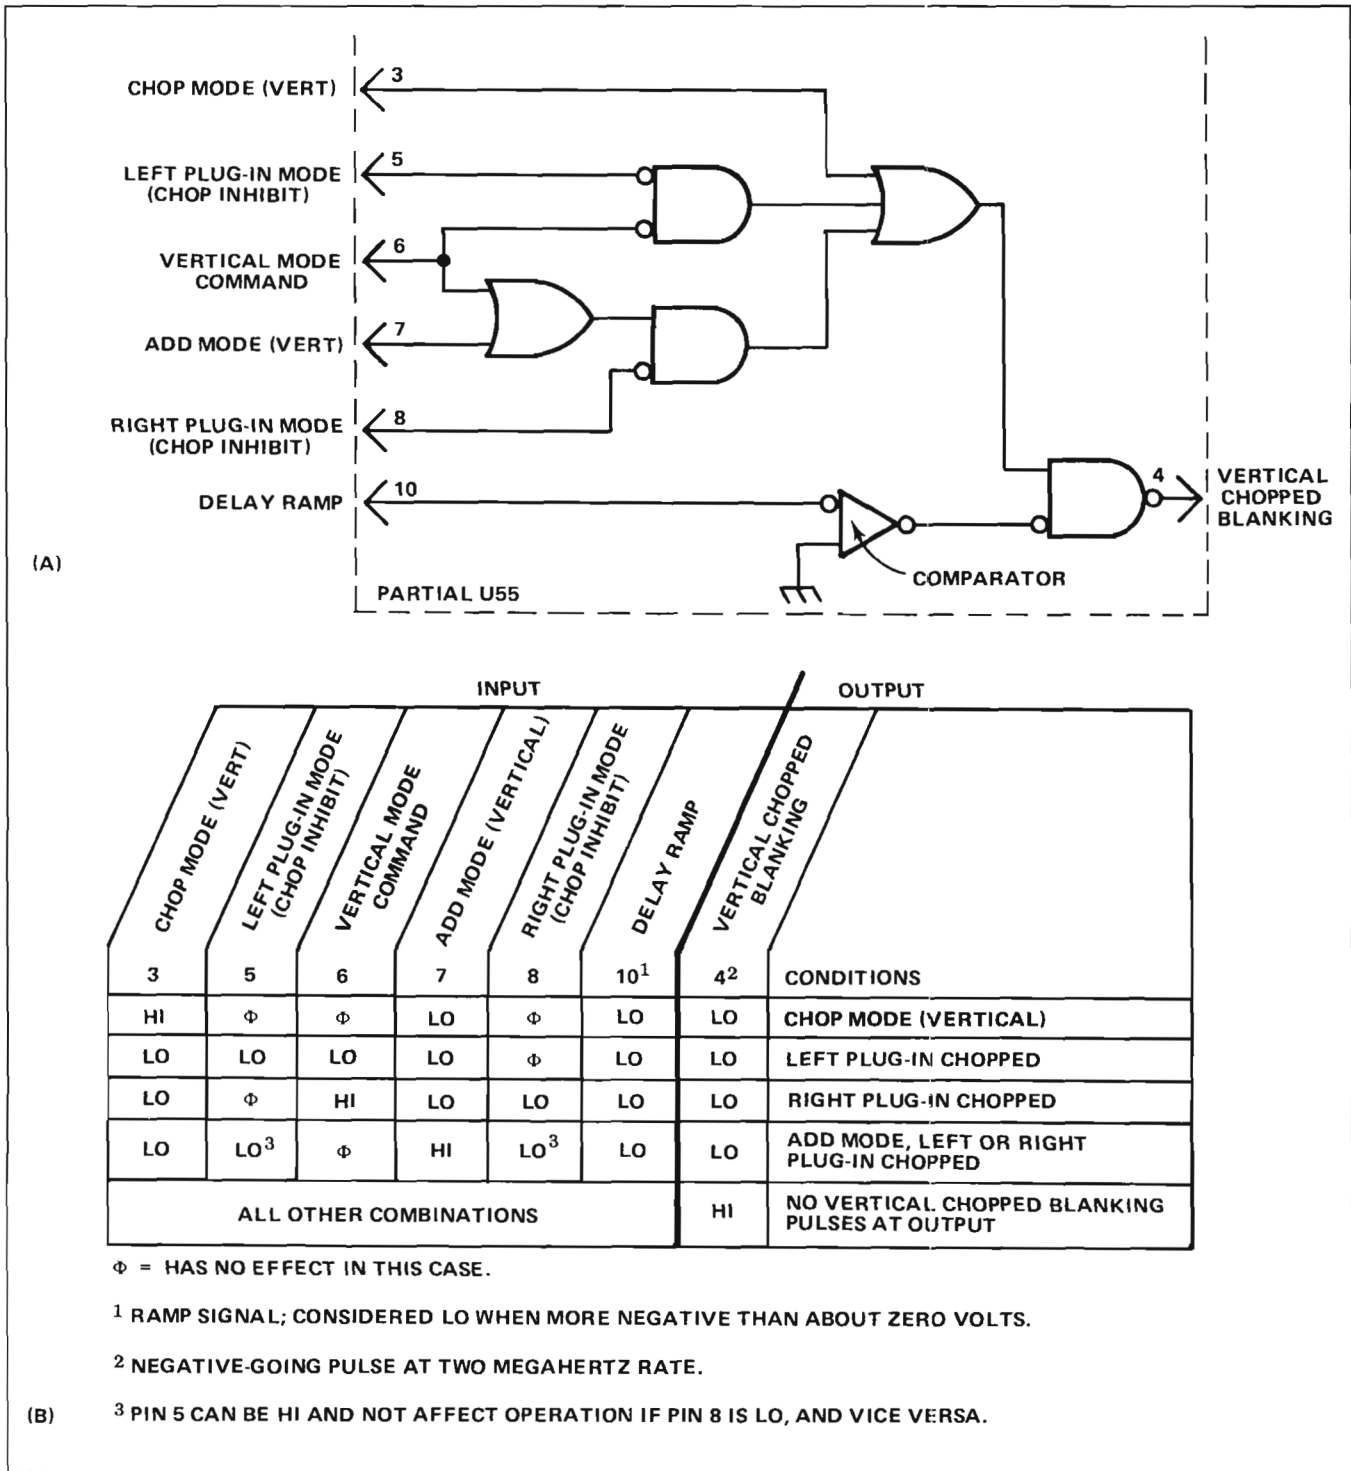 CHOP MODE (VERT)
3
LEFT PLUG-IN MODE
(CHOP INHIBIT)
5
VERTICAL MODE
COMMAND
6
ADD MODE (VERT)
7
RIGHT PLUG-IN MODE
(CHOP INHIBIT)
8
DELAY RAMP
10
4
VERTICAL
CHOPPED
BLANKING
COMPARATOR
(A)
PARTIAL U55
INPUT OUTPUT
CHOP MODE (VERT)
LEFT PLUG-IN MODE
(CHOP INHIBIT)
VERTICAL MODE
COMMAND
ADD MODE (VERTICAL)
RIGHT PLUG-IN MODE
(CHOP INHIBIT)
DELAY RAMP
VERTICAL CHOPPED
BLANKING
3 5 6 7 8 10¹ 4² CONDITIONS
HI Φ Φ LO Φ LO LO CHOP MODE (VERTICAL)
LO LO LO LO Φ LO LO LEFT PLUG-IN CHOPPED
LO Φ HI LO LO LO LO RIGHT PLUG-IN CHOPPED
LO LO³ Φ HI LO³ LO LO ADD MODE, LEFT OR RIGHT
PLUG-IN CHOPPED
ALL OTHER COMBINATIONS HI NO VERTICAL CHOPPED BLANKING
PULSES AT OUTPUT
Φ = HAS NO EFFECT IN THIS CASE.
¹ RAMP SIGNAL; CONSIDERED LO WHEN MORE NEGATIVE THAN ABOUT ZERO VOLTS.
² NEGATIVE-GOING PULSE AT TWO MEGAHERTZ RATE.
(B) ³ PIN 5 CAN BE HI AND NOT AFFECT OPERATION IF PIN 8 IS LO, AND VICE VERSA.